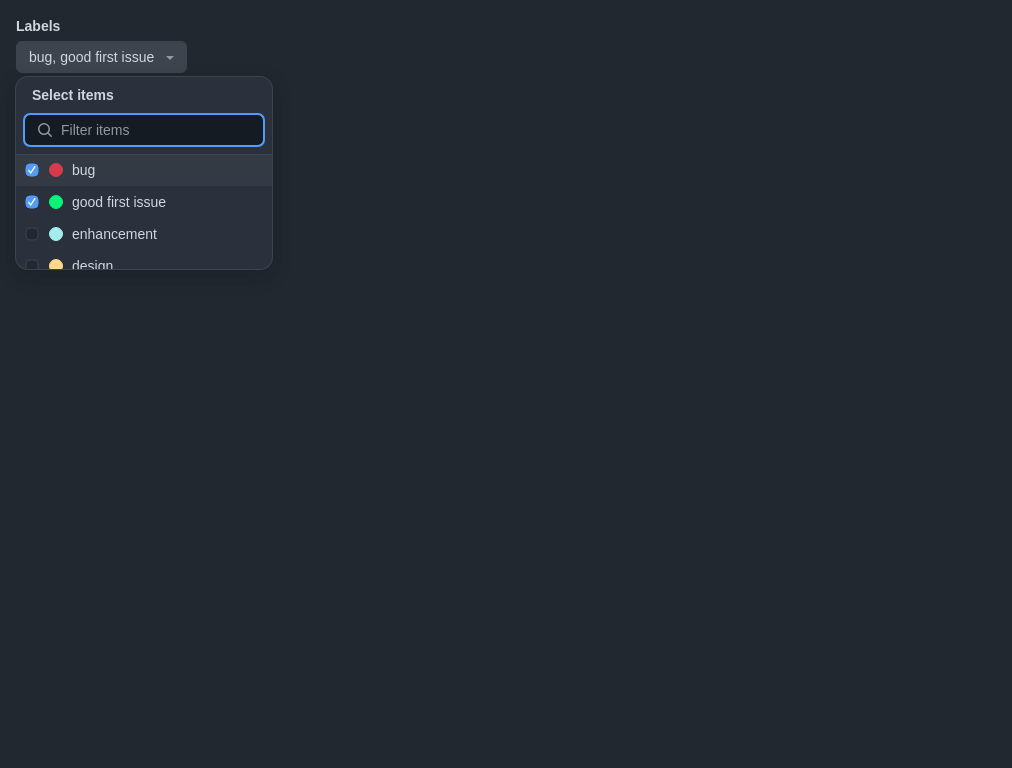 Labels
bug, good first issue
Select items
Filter items
bug
good first issue
enhancement
design